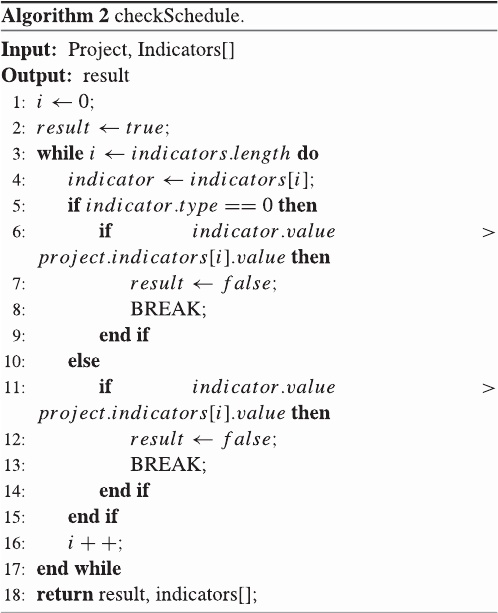 Algorithm 2 checkSchedule.
Input: Project, Indicators[]
Output: result
1: i ← 0;
2: result ← true;
3: while i ← indicators.length do
4: indicator ← indicators[i];
5: if indicator.type == 0 then
6: if indicator.value >
project.indicators[i].value then
7: result ← false;
8: BREAK;
9: end if
10: else
11: if indicator.value >
project.indicators[i].value then
12: result ← false;
13: BREAK;
14: end if
15: end if
16: i + +;
17: end while
18: return result, indicators[];